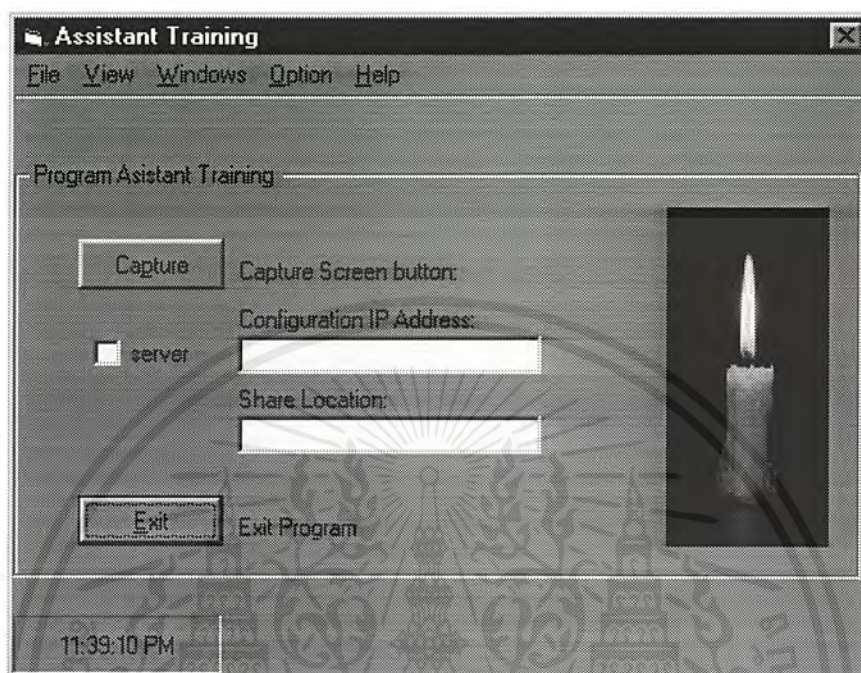 Assistant Training
File View Windows Option Help
Program Asistant Training
Capture Capture Screen button:
Configuration IP Address:
server
Share Location:
Exit Exit Program
11:39:10 PM